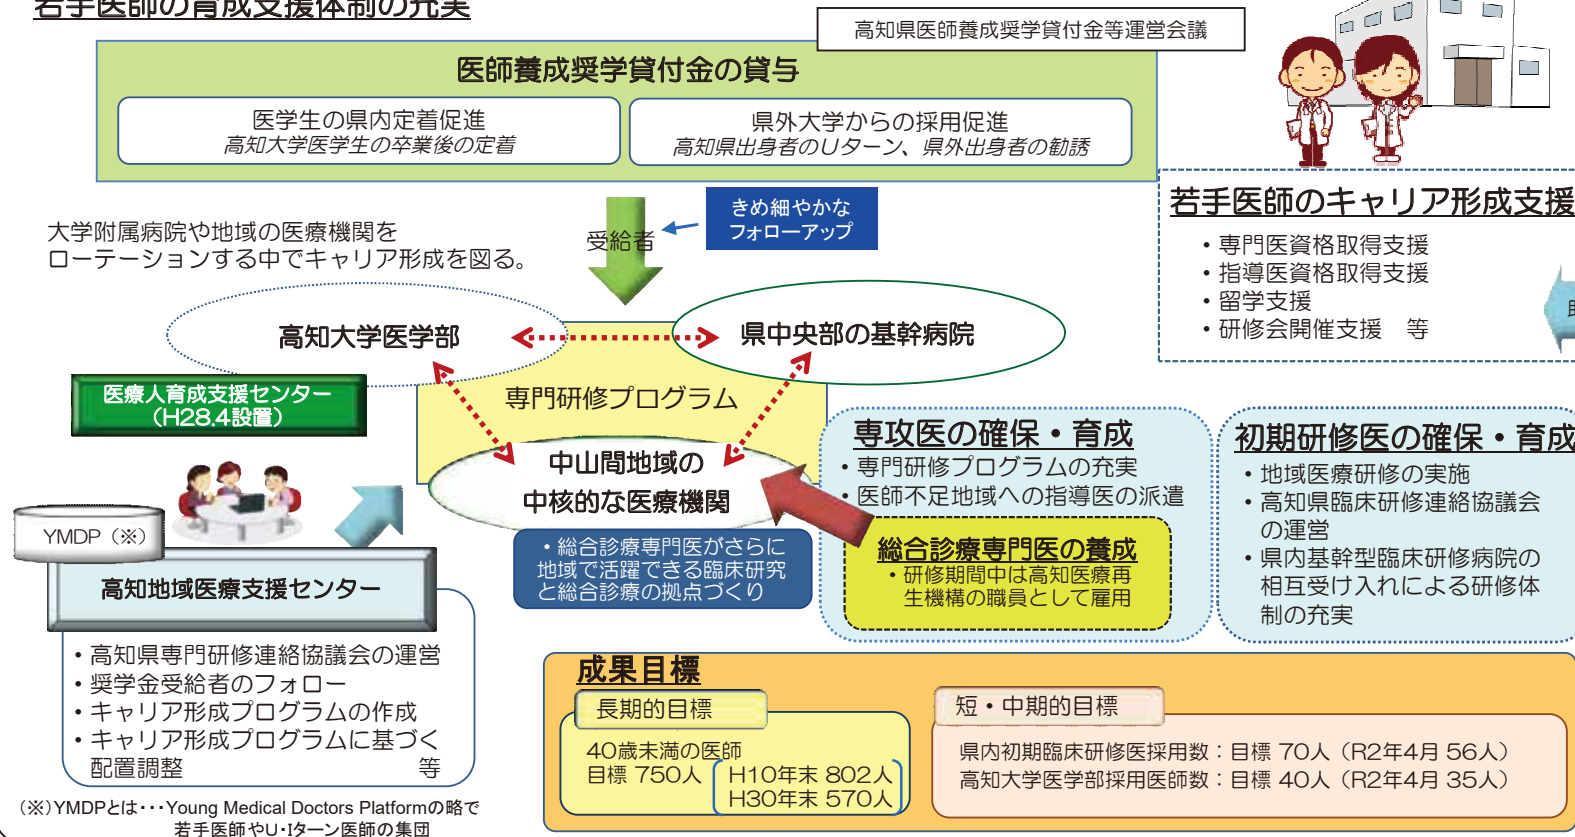 若手医師の育成支援体制の充実
高知県医師養成奨学貸付金等運営会議
医師養成奨学貸付金の貸与
医学生の県内定着促進
高知大学医学生の卒業後の定着
県外大学からの採用促進
高知県出身者のUターン、県外出身者の勧誘
きめ細やかな
フォローアップ
受給者
大学附属病院や地域の医療機関を
ローテーションする中でキャリア形成を図る。
若手医師のキャリア形成支援
・専門医資格取得支援
・指導医資格取得支援
・留学支援
・研修会開催支援　等
高知大学医学部
県中央部の基幹病院
専門研修プログラム
医療人育成支援センター
（H28.4設置）
中山間地域の
中核的な医療機関
・総合診療専門医がさらに
地域で活躍できる臨床研究
と総合診療の拠点づくり
専攻医の確保・育成
・専門研修プログラムの充実
・医師不足地域への指導医の派遣
総合診療専門医の養成
・研修期間中は高知医療再
生機構の職員として雇用
初期研修医の確保・育成
・地域医療研修の実施
・高知県臨床研修連絡協議会
の運営
・県内基幹型臨床研修病院の
相互受け入れによる研修体
制の充実
YMDP（※）
高知地域医療支援センター
・高知県専門研修連絡協議会の運営
・奨学金受給者のフォロー
・キャリア形成プログラムの作成
・キャリア形成プログラムに基づく
配置調整　等
（※）YMDPとは・・・Young Medical Doctors Platformの略で
若手医師やU・Iターン医師の集団
成果目標
長期的目標
40歳未満の医師
目標 750人
H10年末 802人
H30年末 570人
短・中期的目標
県内初期臨床研修医採用数：目標 70人（R2年4月 56人）
高知大学医学部採用医師数：目標 40人（R2年4月 35人）